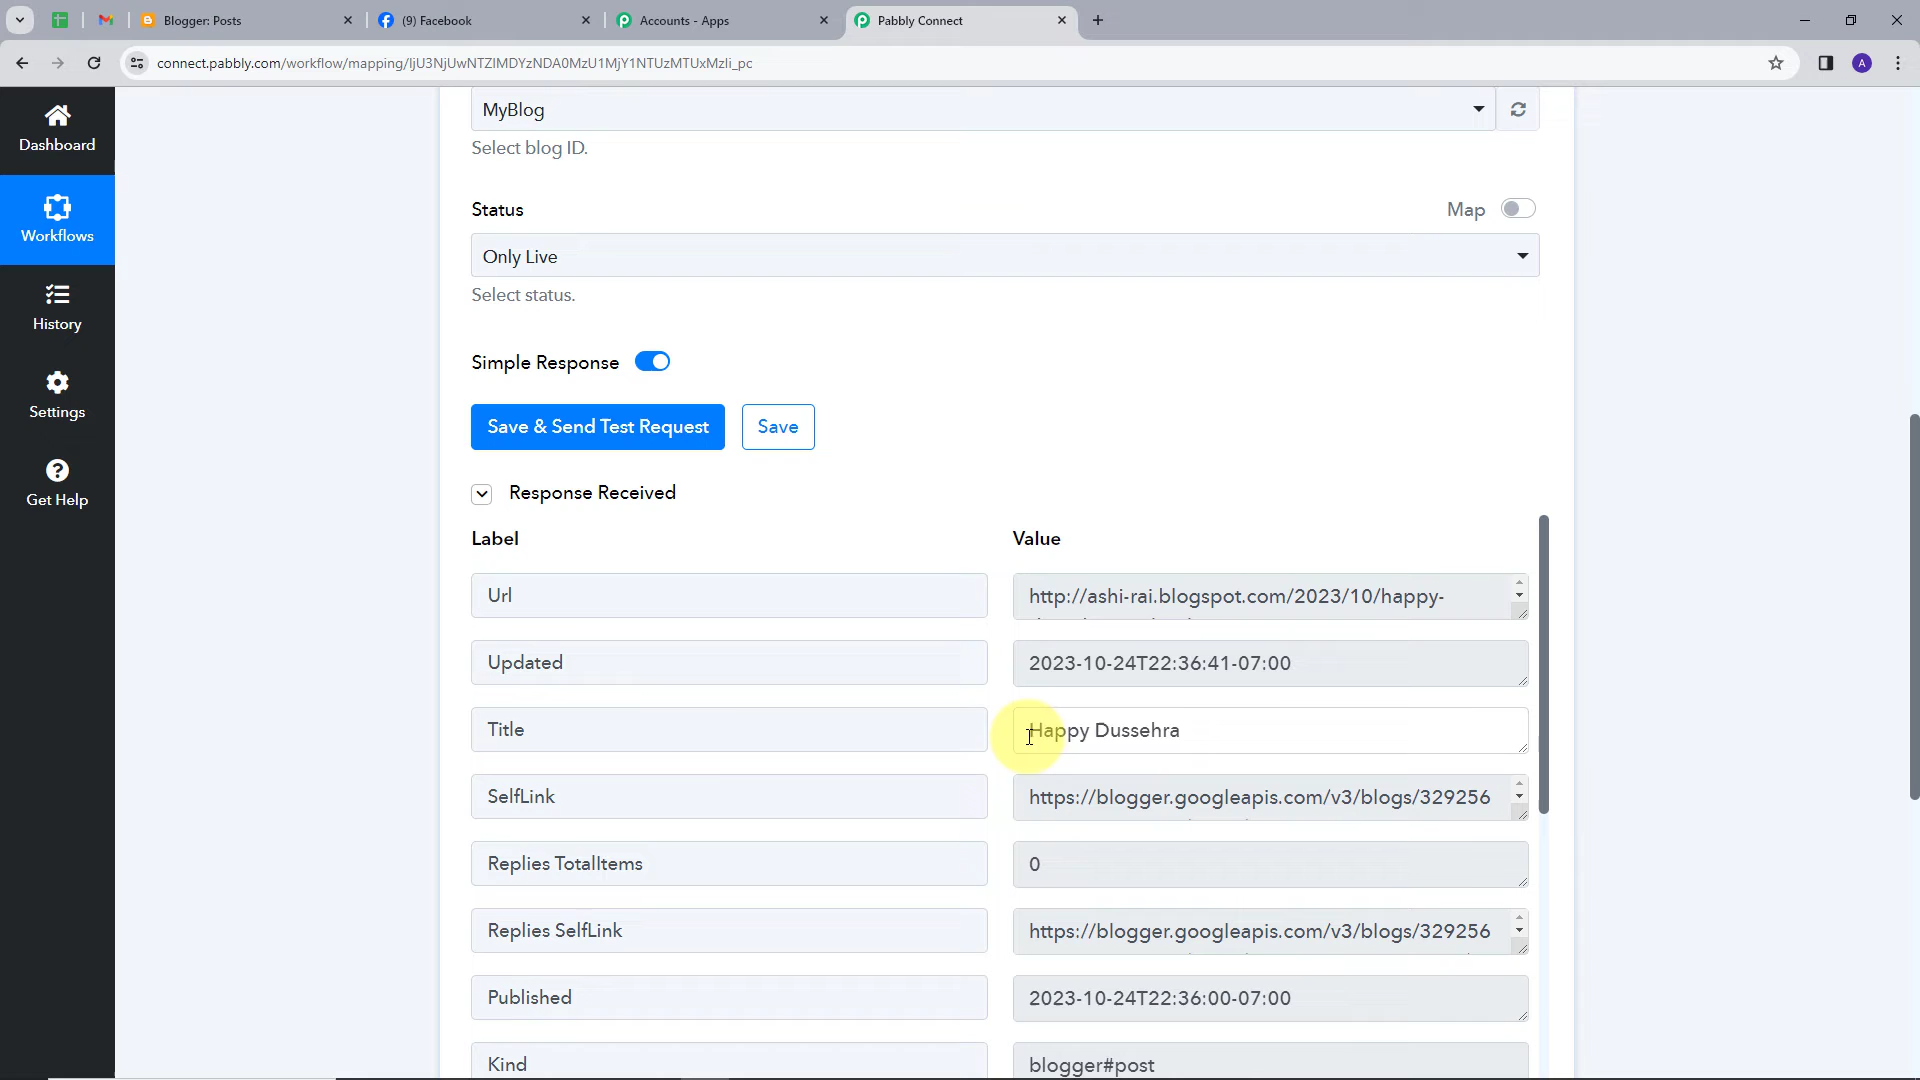 Blogger: Posts
(9) Facebook
Accounts - Apps
Pabbly Connect
connect.pabbly.com/workflow/mapping/IjU3NjUwNTZlMDYzNDA0MzU1MjY1NTUzMTUxMzIi_pc
A
Dashboard
Workflows
History
Settings
Get Help
MyBlog
Select blog ID.
Status
Map
Only Live
Select status.
Simple Response
Save & Send Test Request
Save
Response Received
Label
Value
Url
http://ashi-rai.blogspot.com/2023/10/happy-
Updated
2023-10-24T22:36:41-07:00
Title
Happy Dussehra
SelfLink
https://blogger.googleapis.com/v3/blogs/329256
Replies TotalItems
0
Replies SelfLink
https://blogger.googleapis.com/v3/blogs/329256
Published
2023-10-24T22:36:00-07:00
Kind
blogger#post